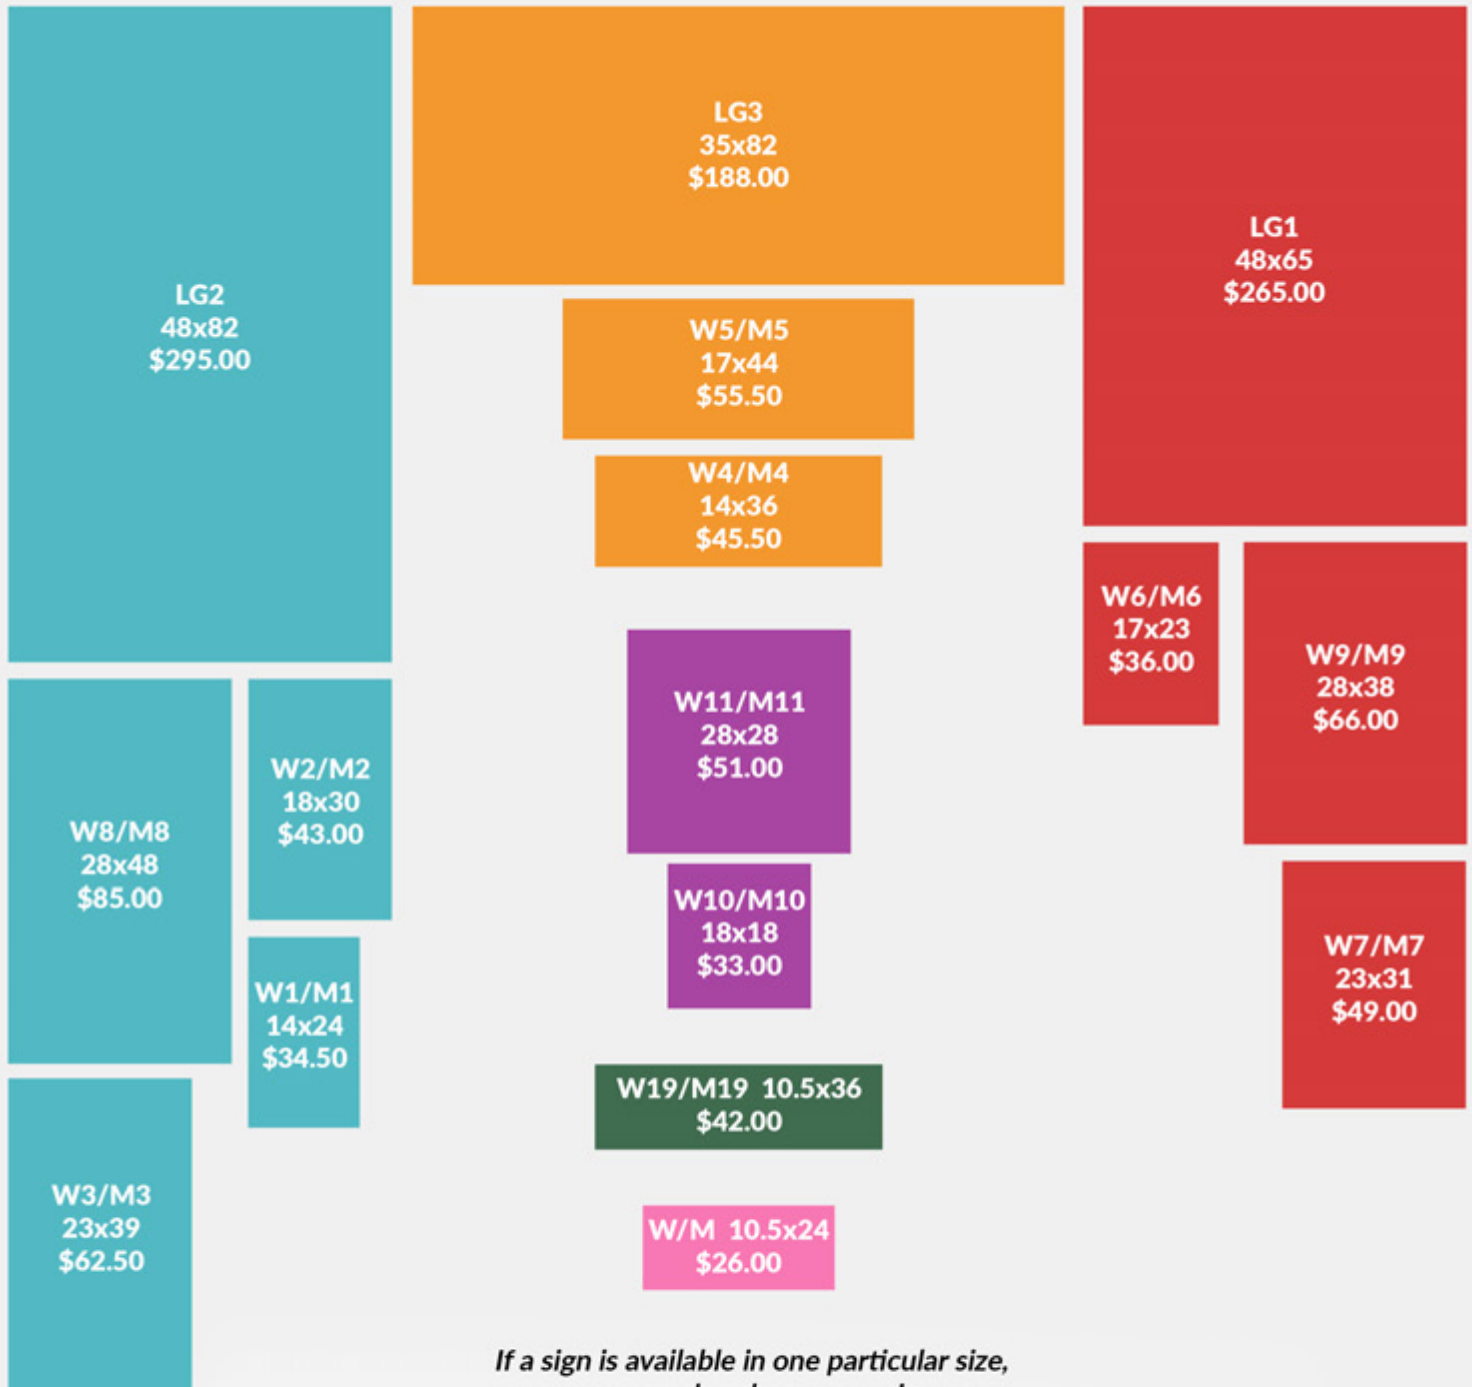 LG2
48x82
$295.00
W8/M8
28x48
$85.00
W2/M2
18x30
$43.00
W1/M1
14x24
$34.50
W3/M3
23x39
$62.50
LG3
35x82
$188.00
W5/M5
17x44
$55.50
W4/M4
14x36
$45.50
W11/M11
28x28
$51.00
W10/M10
18x18
$33.00
W19/M19 10.5x36
$42.00
W/M 10.5x24
$26.00
If a sign is available in one particular size,
LG1
48x65
$265.00
W6/M6
17x23
$36.00
W9/M9
28x38
$66.00
W7/M7
23x31
$49.00